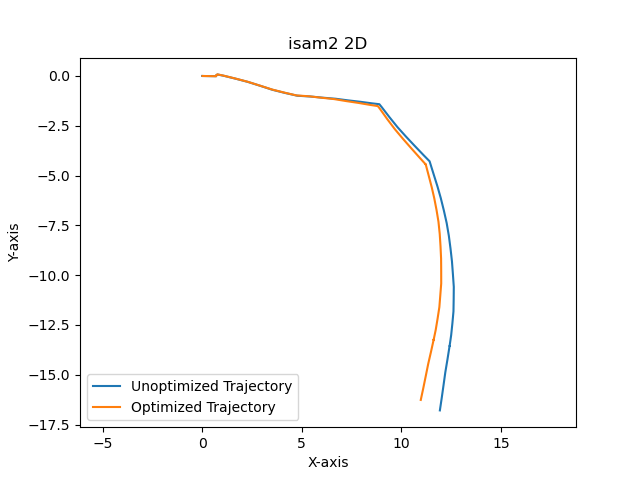 isam2 2D
0.0
−2.5
−5.0
−7.5
−10.0
−12.5
−15.0
−17.5
Y-axis
Unoptimized Trajectory
Optimized Trajectory
−5
0
5
10
15
X-axis